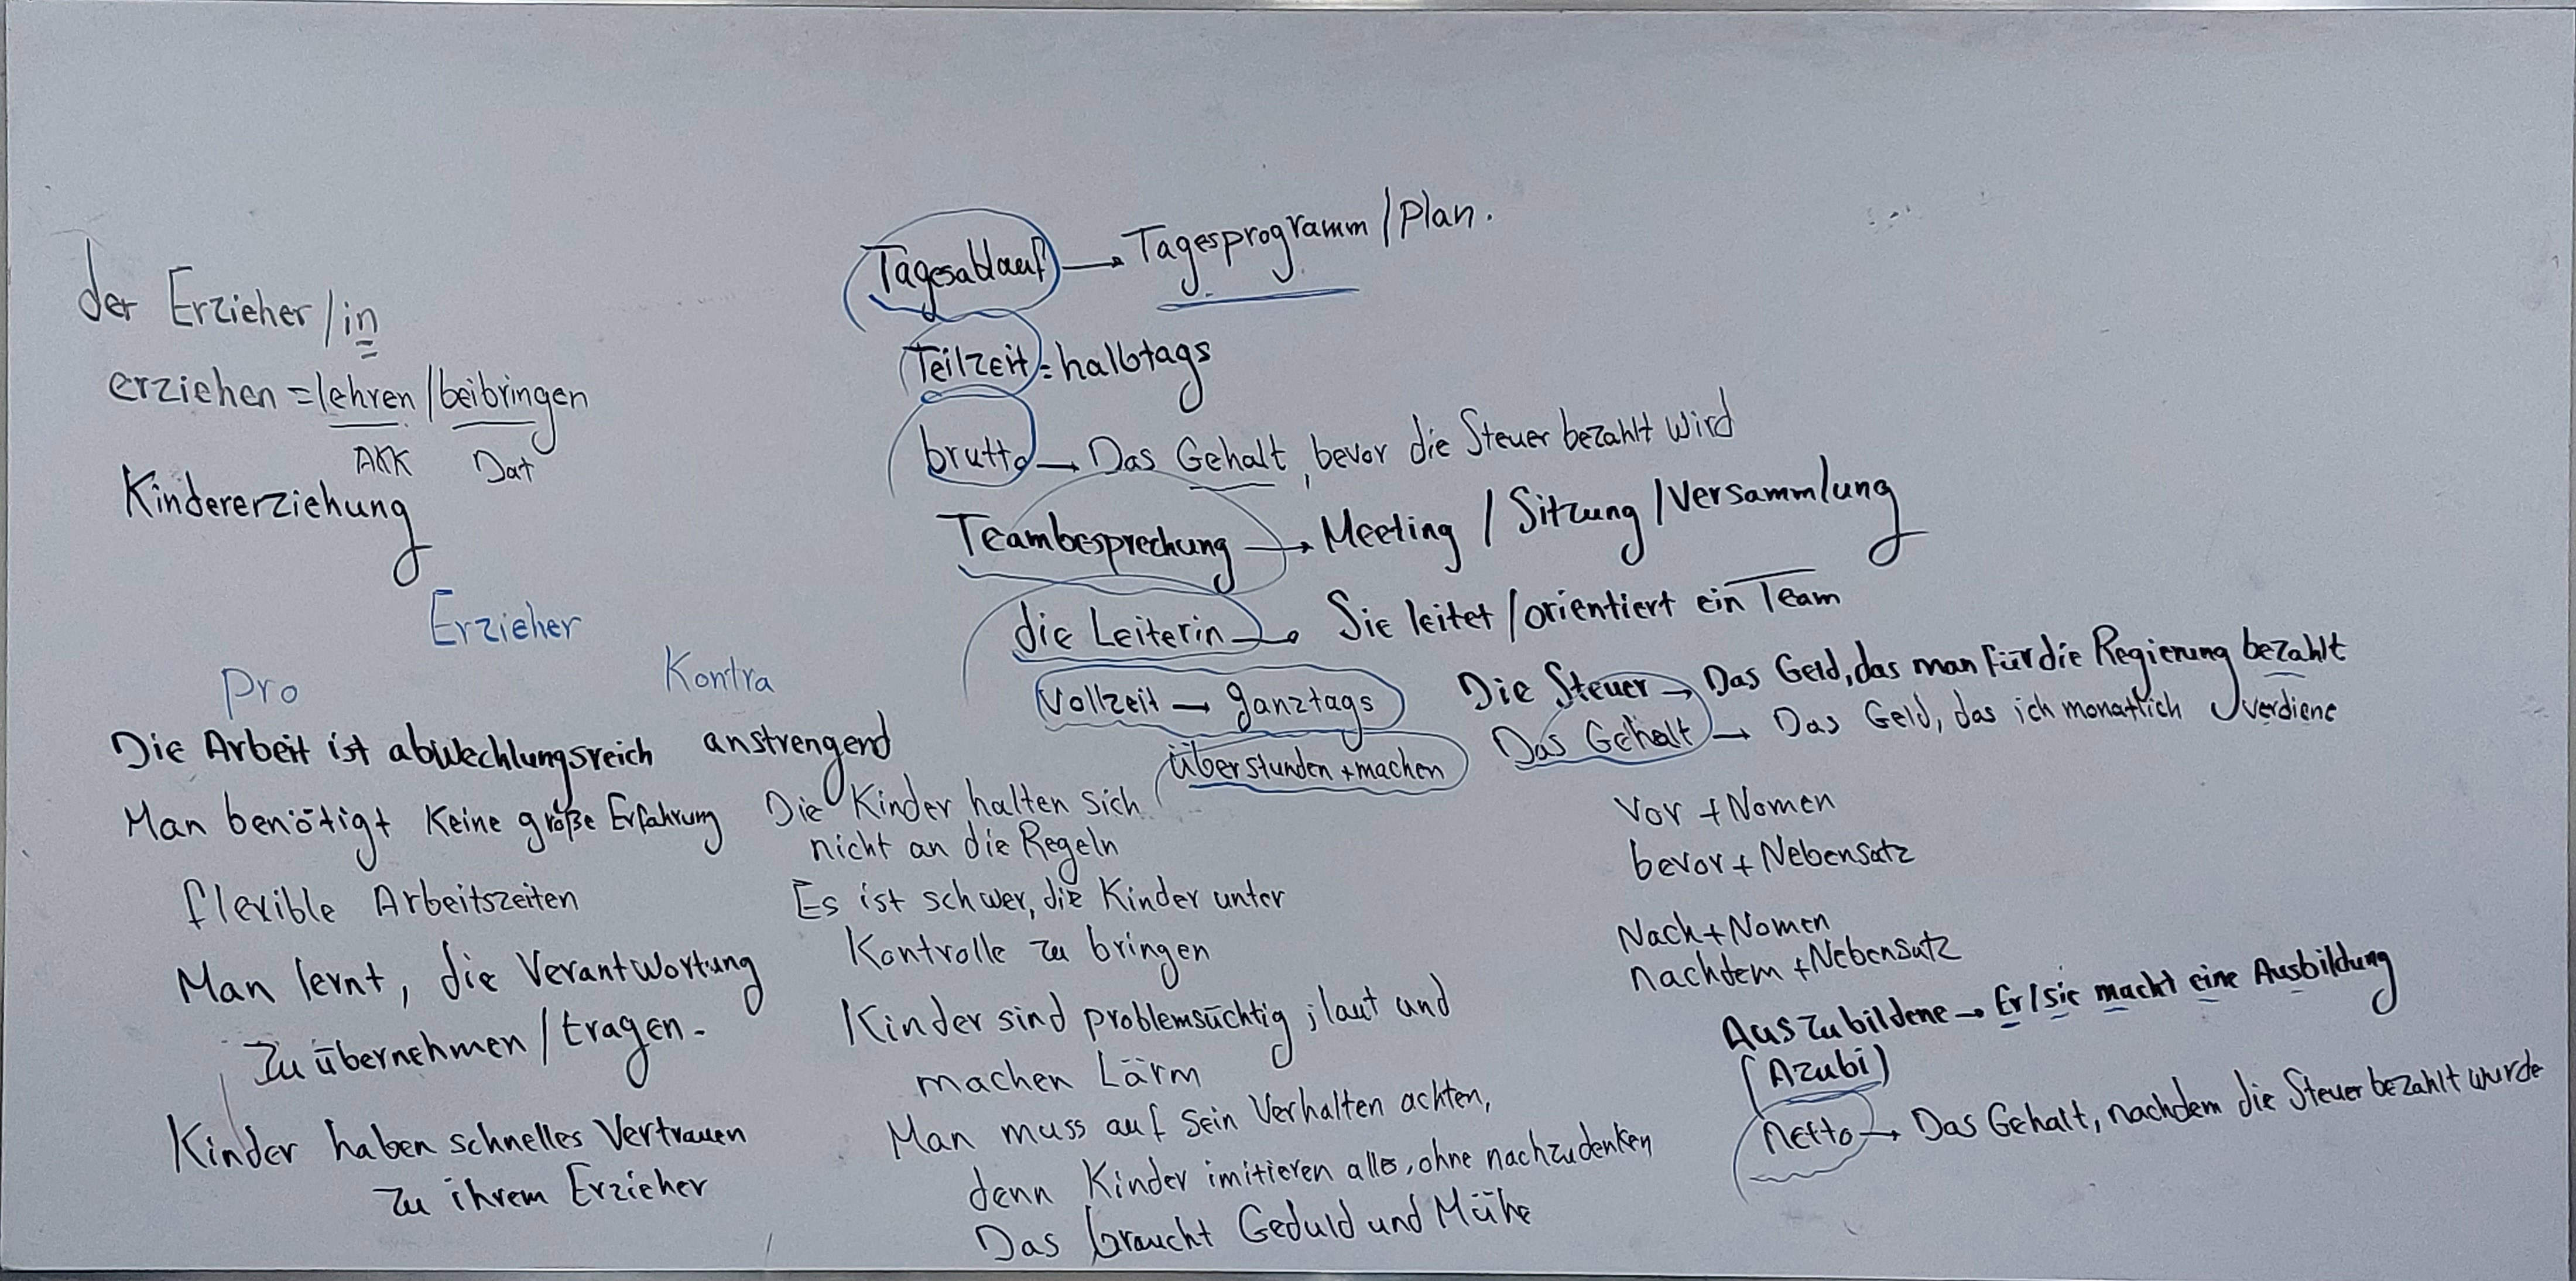 der Erzieher/in
erziehen = lehren / beibringen
AKK Dat
Kindererziehung
Tagesablauf → Tagesprogramm / Plan.
Teilzeit = halbtags
brutto → Das Gehalt, bevor die Steuer bezahlt wird
Teambesprechung → Meeting / Sitzung / Versammlung
die Leiterin → Sie leitet / orientiert ein Team
Vollzeit → ganztags
überstunden + machen
Die Steuer → Das Geld, das man für die Regierung bezahlt
Das Gehalt → Das Geld, das ich monatlich verdiene
Erzieher
Pro
Die Arbeit ist abwechlungsreich
Man benötigt keine große Erfahrung
flexible Arbeitszeiten
Man lernt, die Verantwortung
zu übernehmen / tragen.
Kinder haben schnelles Vertrauen
zu ihrem Erzieher
Kontra
anstrengend
Die Kinder halten sich
nicht an die Regeln
Es ist schwer, die Kinder unter
Kontrolle zu bringen
Kinder sind problemsüchtig ; laut und
machen Lärm
Man muss auf sein Verhalten achten,
denn Kinder imitieren alles, ohne nachzudenken
Das braucht Geduld und Mühe
Vor + Nomen
bevor + Nebensatz
Nach + Nomen
nachdem + Nebensatz
Auszubildene → Er/sie macht eine Ausbildung
(Azubi)
netto → Das Gehalt, nachdem die Steuer bezahlt wurde